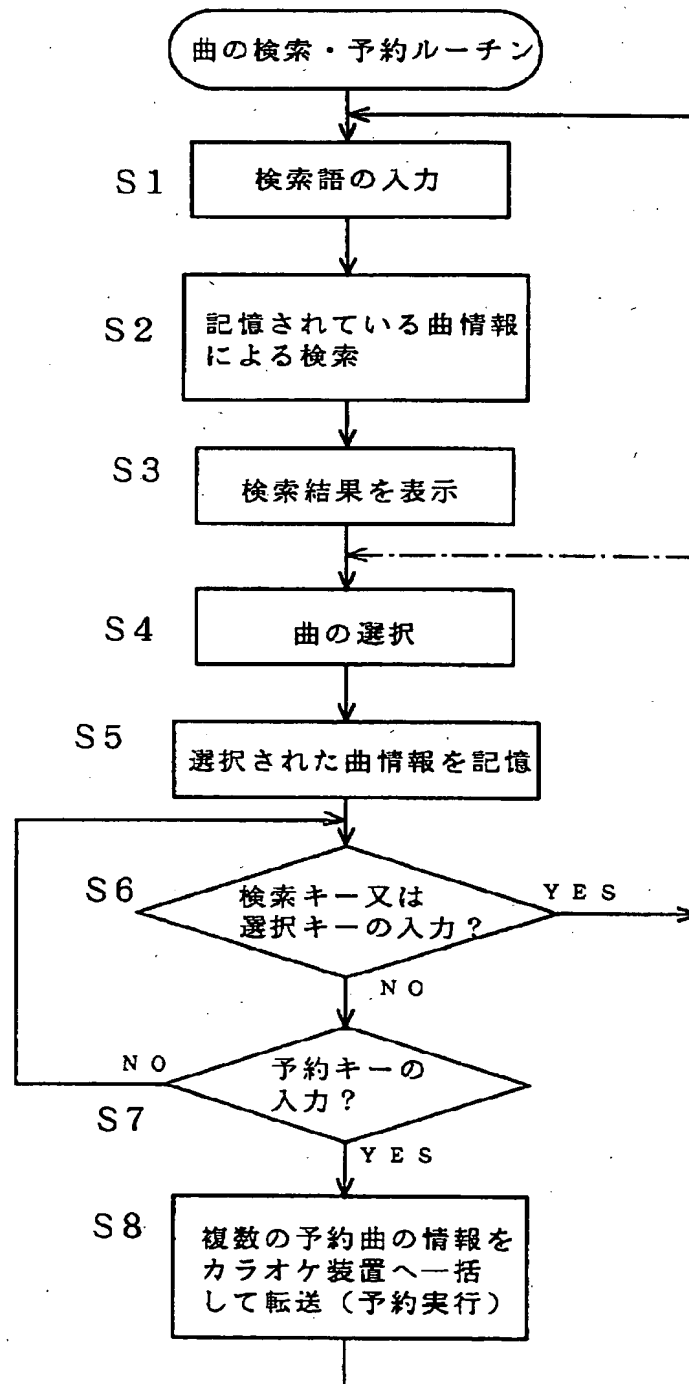 曲の検索・予約ルーチン
S1
検索語の入力
S2
記憶されている曲情報
による検索
S3
検索結果を表示
S4
曲の選択
S5
選択された曲情報を記憶
S6
検索キー又は
選択キーの入力?
YES
NO
予約キーの
入力?
NO
S7
YES
S8
複数の予約曲の情報を
カラオケ装置へ一括
して転送(予約実行)